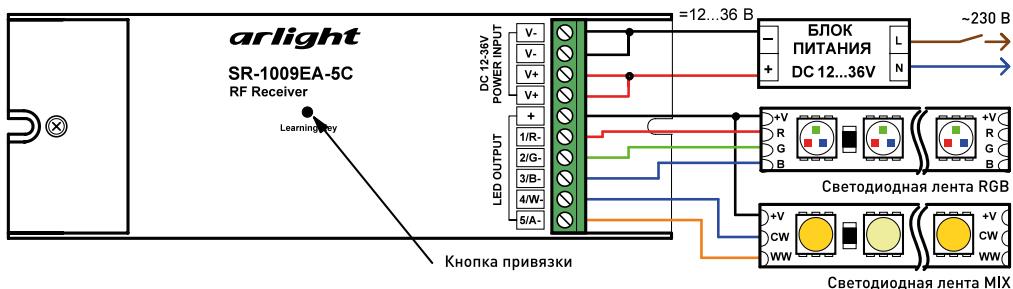 arlight
SR-1009EA-5C
RF Receiver
Learning Key
DC 12-36V
POWER INPUT
V-
V-
V+
V+
LED OUTPUT
+
1/R-
2/G-
3/B-
4/W-
5/A-
=12...36 В
БЛОК
ПИТАНИЯ
DC 12...36V
–
+
L
N
~230 В
+V
R
G
B
Светодиодная лента RGB
+V
CW
WW
+V
CW
WW
Светодиодная лента MIX
Кнопка привязки